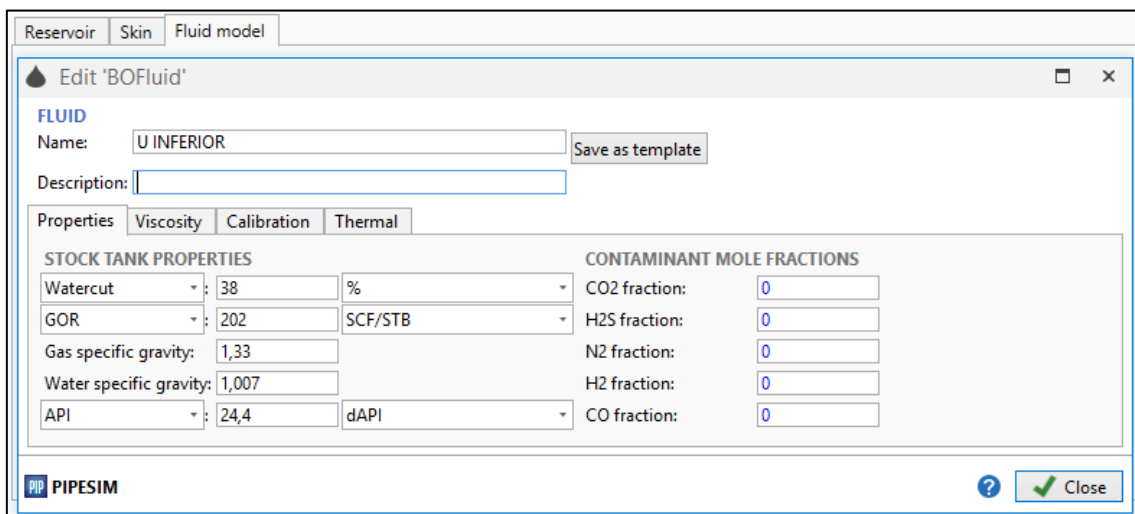 Reservoir Skin Fluid model
Edit 'BOFluid'
FLUID
Name: U INFERIOR Save as template
Description:
Properties Viscosity Calibration Thermal
STOCK TANK PROPERTIES CONTAMINANT MOLE FRACTIONS
Watercut : 38 % CO2 fraction: 0
GOR : 202 SCF/STB H2S fraction: 0
Gas specific gravity: 1,33 N2 fraction: 0
Water specific gravity: 1,007 H2 fraction: 0
API : 24,4 dAPI CO fraction: 0
PIP PIPESIM ? Close